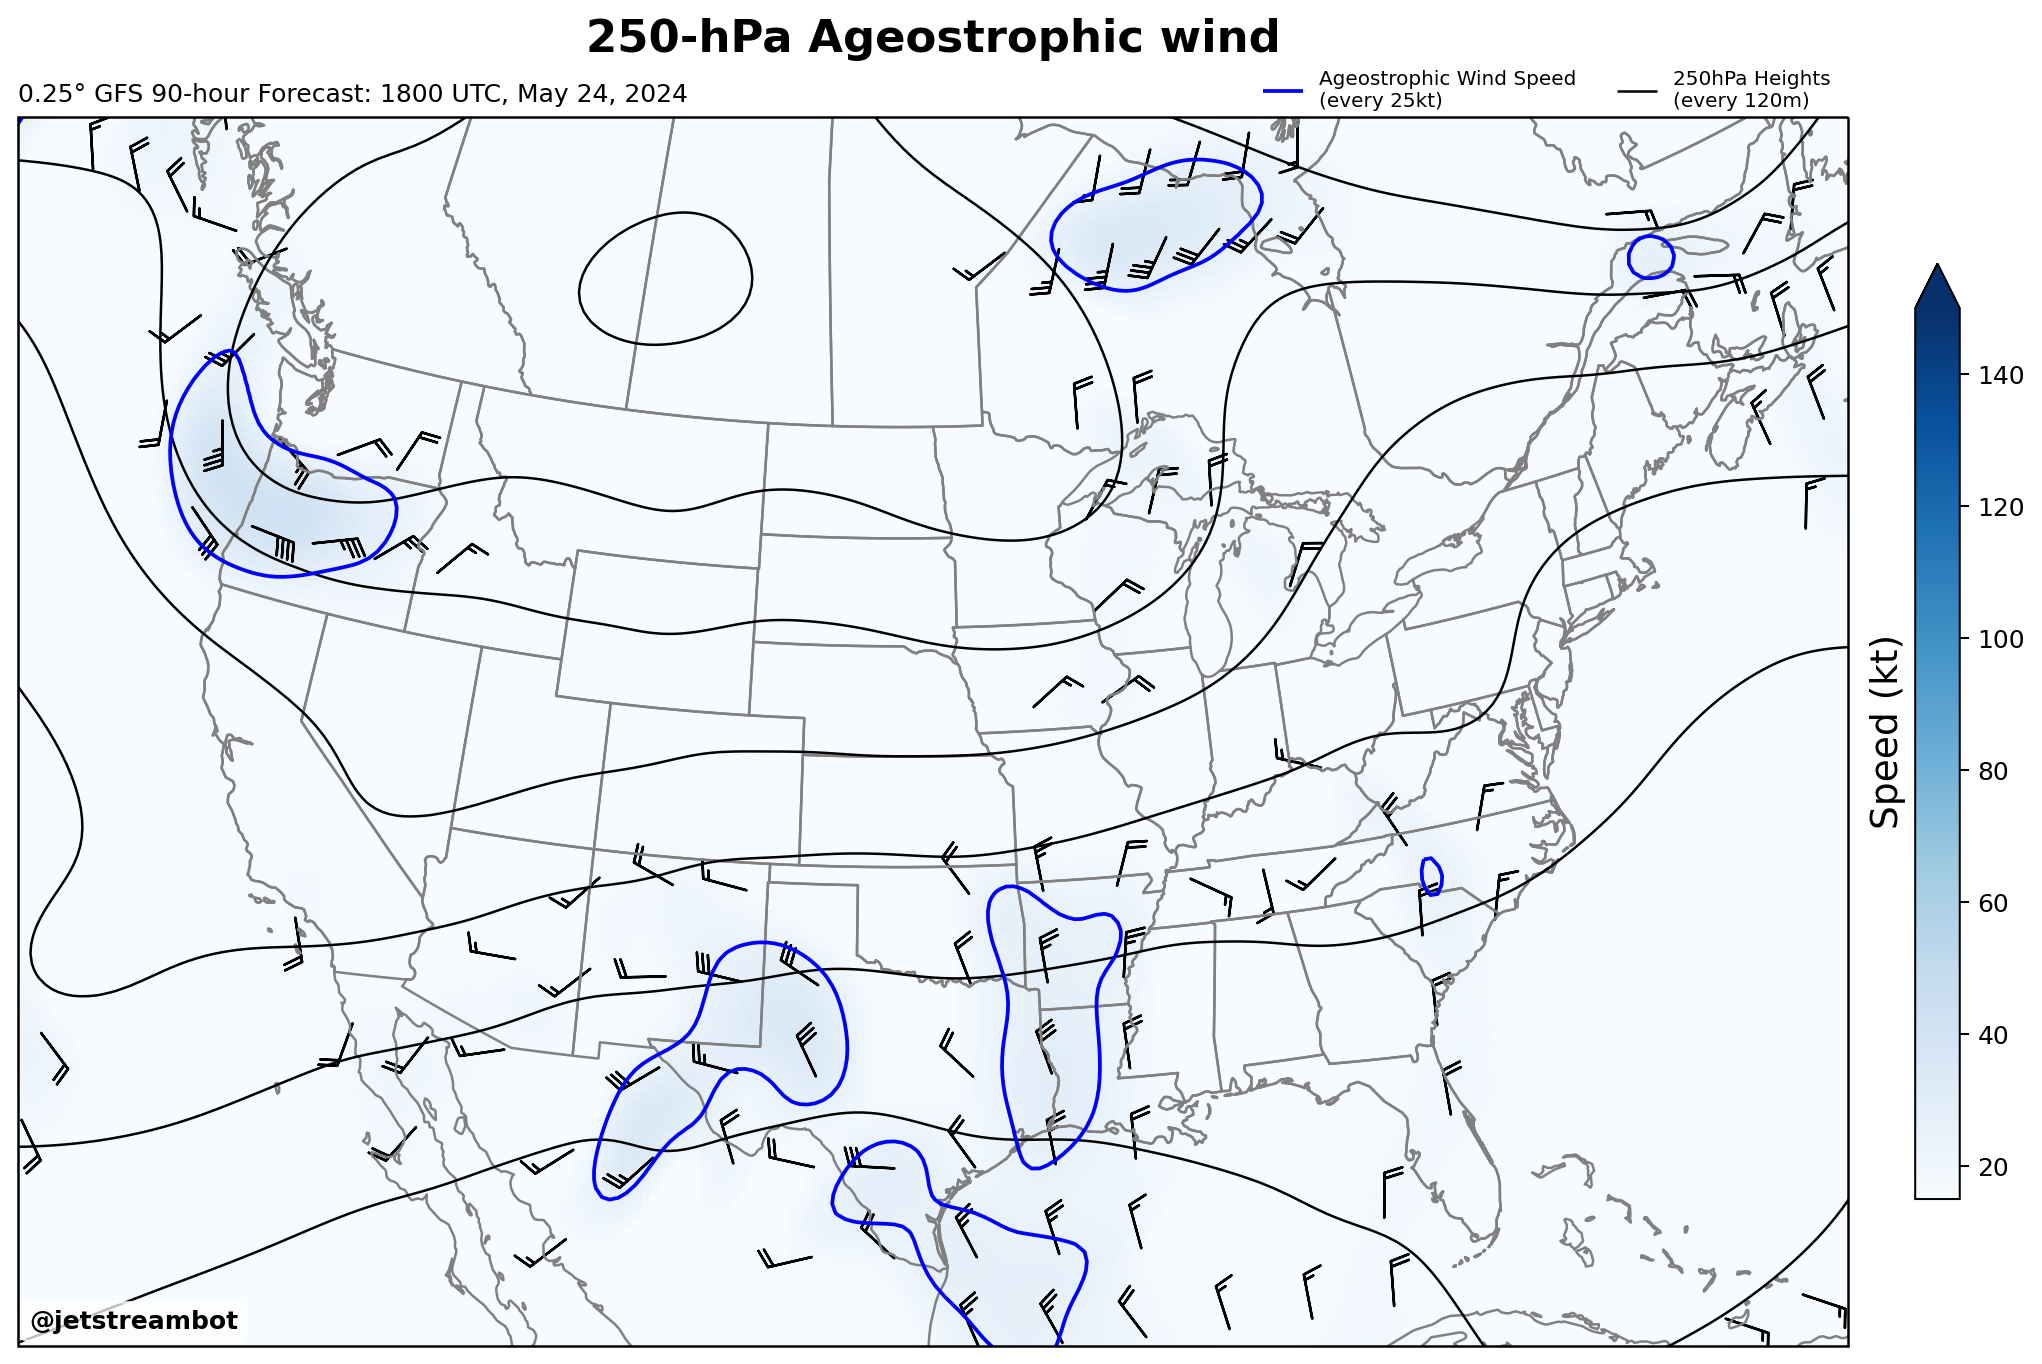 250-hPa Ageostrophic wind
0.25° GFS 90-hour Forecast: 1800 UTC, May 24, 2024
Ageostrophic Wind Speed
(every 25kt)
250hPa Heights
(every 120m)
140
120
100
80
60
40
20
Speed (kt)
@jetstreambot